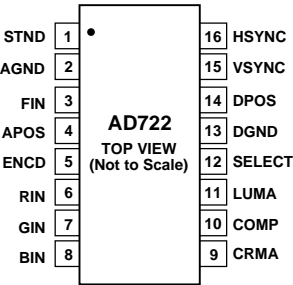 STND 1 16 HSYNC
AGND 2 15 VSYNC
FIN 3 14 DPOS
APOS 4 13 DGND
ENCD 5 12 SELECT
RIN 6 11 LUMA
GIN 7 10 COMP
BIN 8 9 CRMA
AD722
TOP VIEW
(Not to Scale)